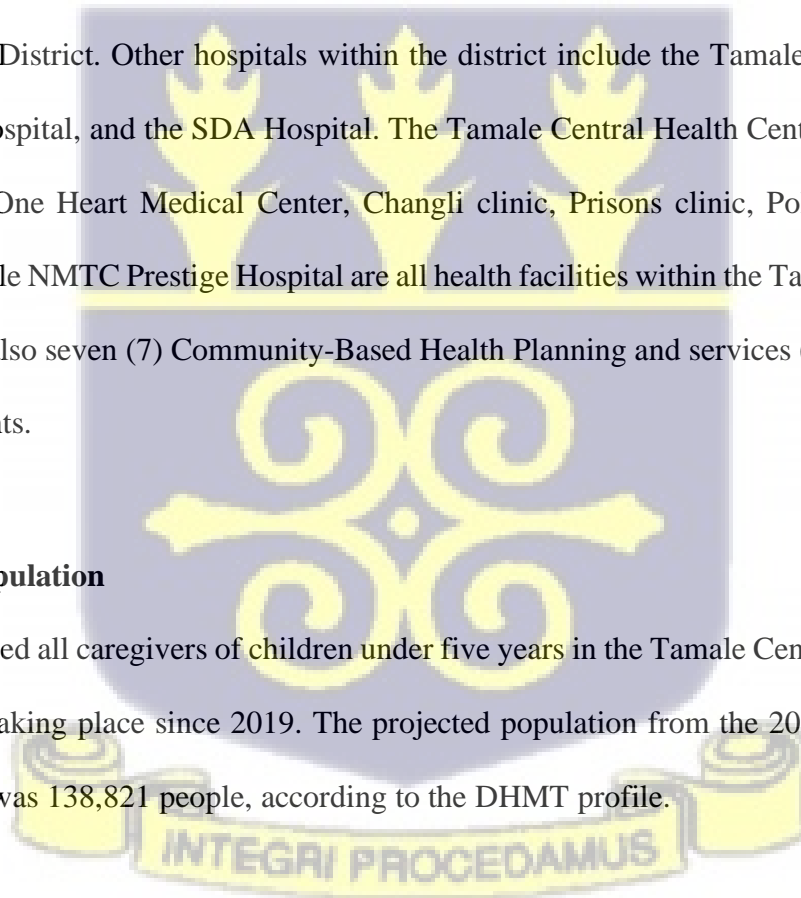 District. Other hospitals within the district include the Tamale
ospital, and the SDA Hospital. The Tamale Central Health Cent
One Heart Medical Center, Changli clinic, Prisons clinic, Po
le NMTC Prestige Hospital are all health facilities within the Ta
also seven (7) Community-Based Health Planning and services (
nts.
pulation
ed all caregivers of children under five years in the Tamale Cen
aking place since 2019. The projected population from the 20
was 138,821 people, according to the DHMT profile.
INTEGRI PROCEDAMUS